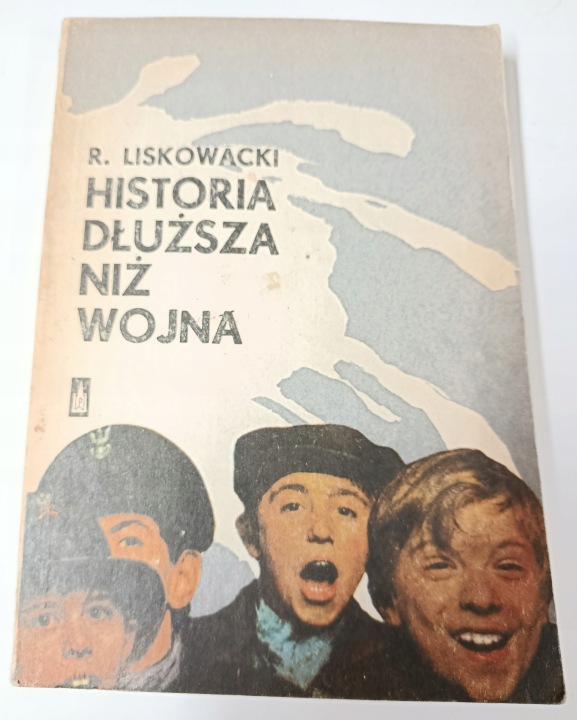 R. LISKOWACKI
HISTORIA
DŁUŻSZA
NIŻ
WOJNA